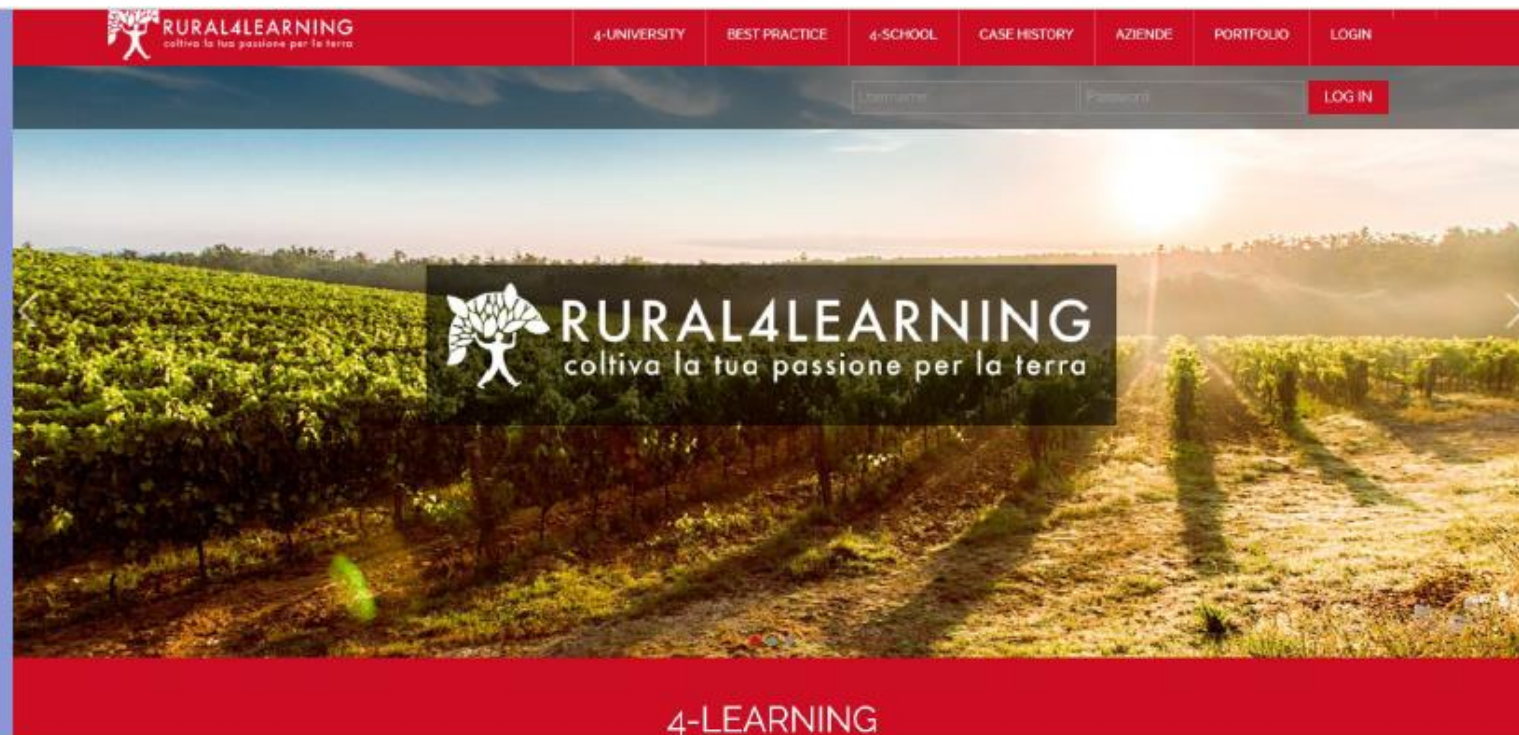 RURAL4LEARNING
coltiva la tua passione per la terra
4-UNIVERSITY
BEST PRACTICE
4-SCHOOL
CASE HISTORY
AZIENDE
PORTFOLIO
LOGIN
Username
Password
LOG IN
RURAL4LEARNING
coltiva la tua passione per la terra
4-LEARNING